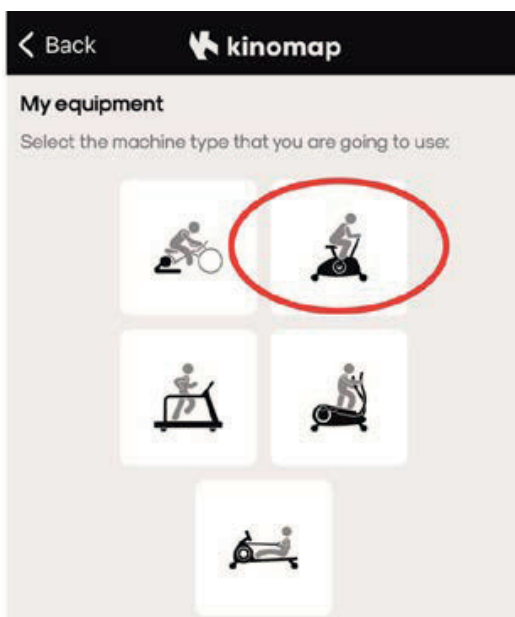 Back
kinomap
My equipment
Select the machine type that you are going to use: